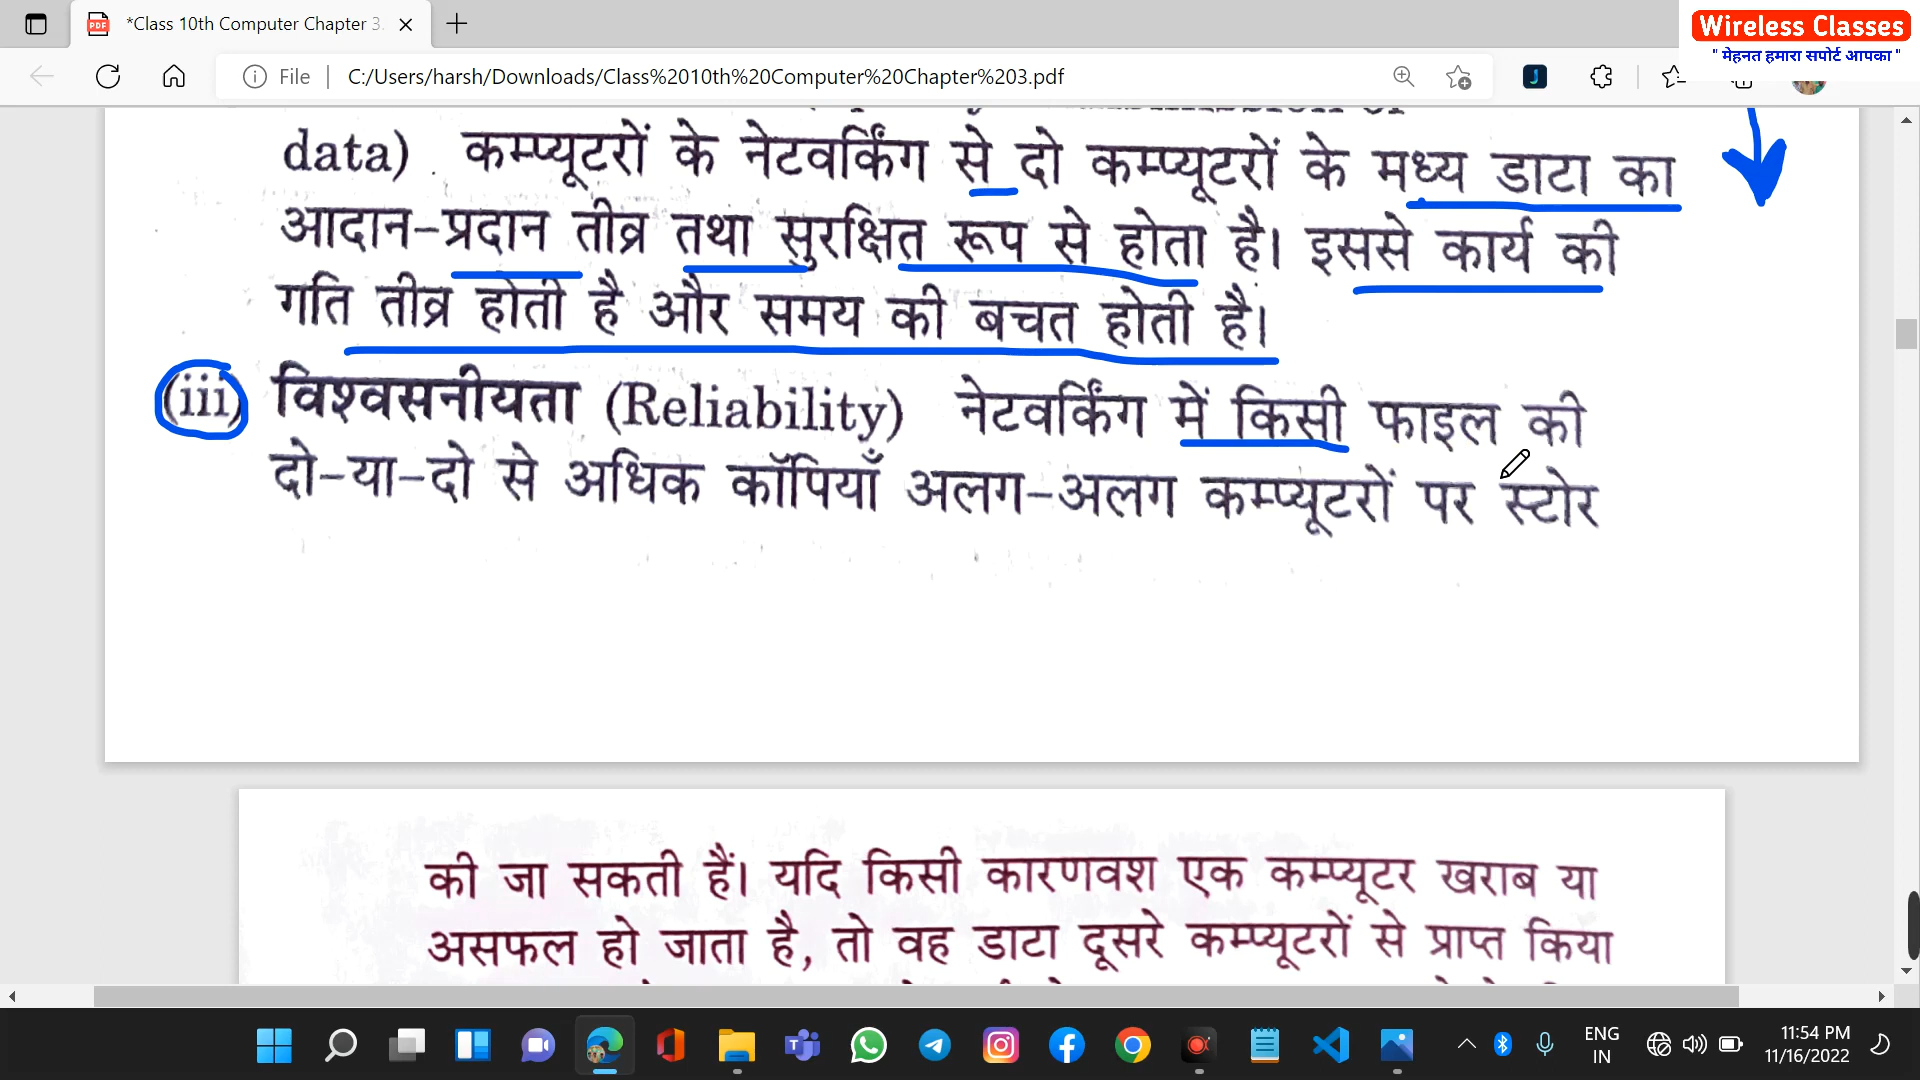 *Class 10th Computer Chapter 3.
Wireless Classes
" मेहनत हमारा सपोर्ट आपका "
File
C:/Users/harsh/Downloads/Class%2010th%20Computer%20Chapter%203.pdf
data) कम्प्यूटरों के नेटवर्किंग से दो कम्प्यूटरों के मध्य डाटा का
आदान-प्रदान तीव्र तथा सुरक्षित रूप से होता है। इससे कार्य की
गति तीव्र होती है और समय की बचत होती है।
(iii) विश्वसनीयता (Reliability) नेटवर्किंग में किसी फाइल की
दो-या-दो से अधिक कॉपियाँ अलग-अलग कम्प्यूटरों पर स्टोर
की जा सकती हैं। यदि किसी कारणवश एक कम्प्यूटर खराब या
असफल हो जाता है, तो वह डाटा दूसरे कम्प्यूटरों से प्राप्त किया
ENG
IN
11:54 PM
11/16/2022